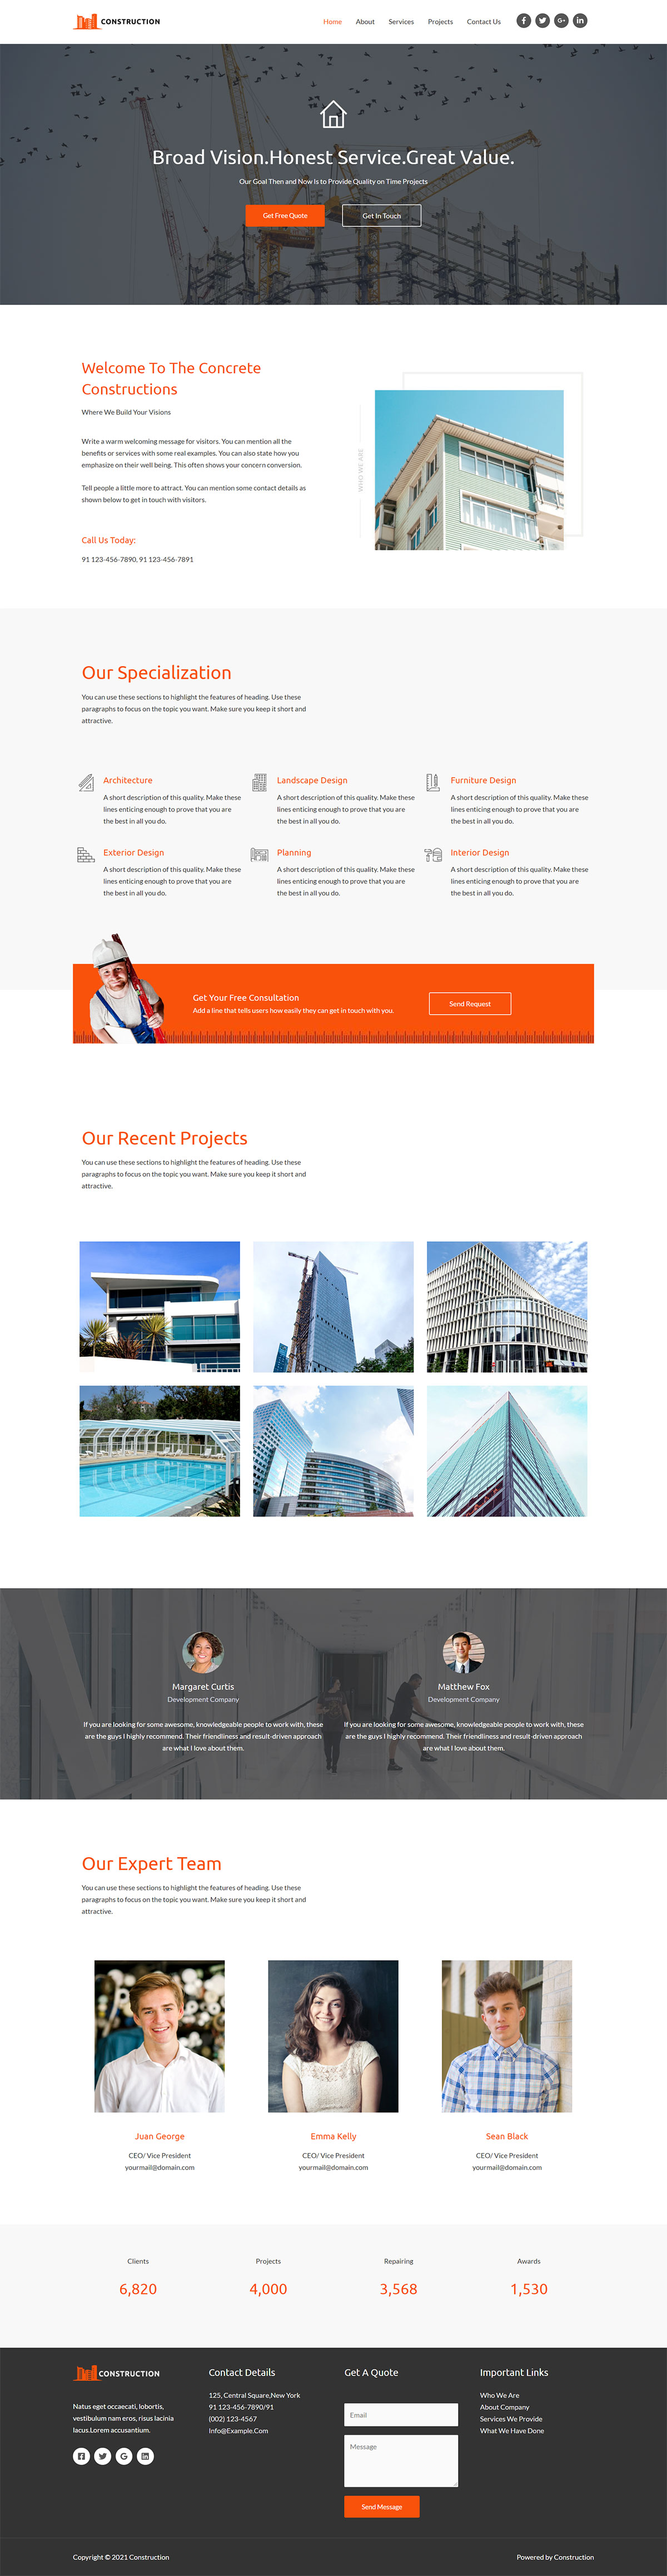 CONSTRUCTION
Home About Services Projects Contact Us
Broad Vision.Honest Service.Great Value.
Our Goal Then and Now Is to Provide Quality on Time Projects
Get Free Quote
Get In Touch
Welcome To The Concrete
Constructions
Where We Build Your Visions
Write a warm welcoming message for visitors. You can mention all the
benefits or services with some real examples. You can also state how you
emphasize on their well being. This often shows your concern conversion.
Tell people a little more to attract. You can mention some contact details as
shown below to get in touch with visitors.
Call Us Today:
91 123-456-7890, 91 123-456-7891
WHO WE ARE
Our Specialization
You can use these sections to highlight the features of heading. Use these
paragraphs to focus on the topic you want. Make sure you keep it short and
attractive.
Architecture
A short description of this quality. Make these
lines enticing enough to prove that you are
the best in all you do.
Landscape Design
A short description of this quality. Make these
lines enticing enough to prove that you are
the best in all you do.
Furniture Design
A short description of this quality. Make these
lines enticing enough to prove that you are
the best in all you do.
Exterior Design
A short description of this quality. Make these
lines enticing enough to prove that you are
the best in all you do.
Planning
A short description of this quality. Make these
lines enticing enough to prove that you are
the best in all you do.
Interior Design
A short description of this quality. Make these
lines enticing enough to prove that you are
the best in all you do.
Get Your Free Consultation
Add a line that tells users how easily they can get in touch with you.
Send Request
Our Recent Projects
You can use these sections to highlight the features of heading. Use these
paragraphs to focus on the topic you want. Make sure you keep it short and
attractive.
Margaret Curtis
Development Company
If you are looking for some awesome, knowledgeable people to work with, these
are the guys I highly recommend. Their friendliness and result-driven approach
are what I love about them.
Matthew Fox
Development Company
If you are looking for some awesome, knowledgeable people to work with, these
are the guys I highly recommend. Their friendliness and result-driven approach
are what I love about them.
Our Expert Team
You can use these sections to highlight the features of heading. Use these
paragraphs to focus on the topic you want. Make sure you keep it short and
attractive.
Juan George
CEO/ Vice President
yourmail@domain.com
Emma Kelly
CEO/ Vice President
yourmail@domain.com
Sean Black
CEO/ Vice President
yourmail@domain.com
Clients
6,820
Projects
4,000
Repairing
3,568
Awards
1,530
CONSTRUCTION
Natus eget occaecati, lobortis,
vestibulum nam eros, risus lacinia
lacus.Lorem accusantium.
Contact Details
125, Central Square,New York
91 123-456-7890/91
(002) 123-4567
Info@Example.Com
Get A Quote
Email
Message
Send Message
Important Links
Who We Are
About Company
Services We Provide
What We Have Done
Copyright © 2021 Construction
Powered by Construction